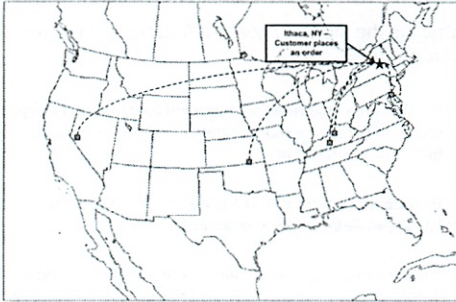 Ithaca, NY –
Customer places
an order